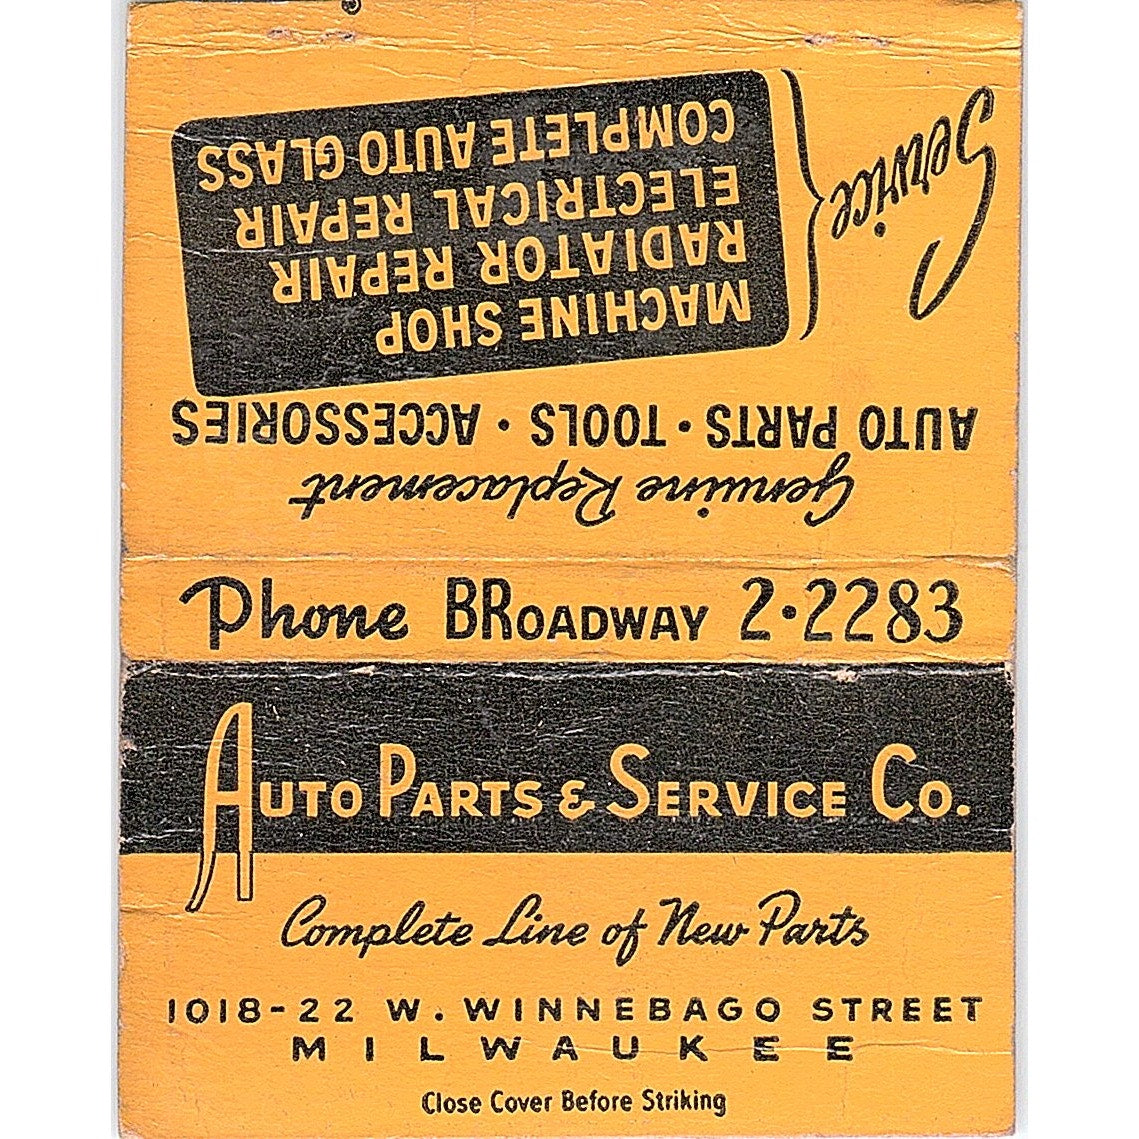 Phone BROADWAY 2-2283
AUTO PARTS & SERVICE CO.
Complete Line of New Parts
1018-22 W. WINNEBAGO STREET
MILWAUKEE
Close Cover Before Striking
Genuine Replacement
AUTO PARTS · TOOLS · ACCESSORIES
Service
MACHINE SHOP
RADIATOR REPAIR
ELECTRICAL REPAIR
COMPLETE AUTO GLASS